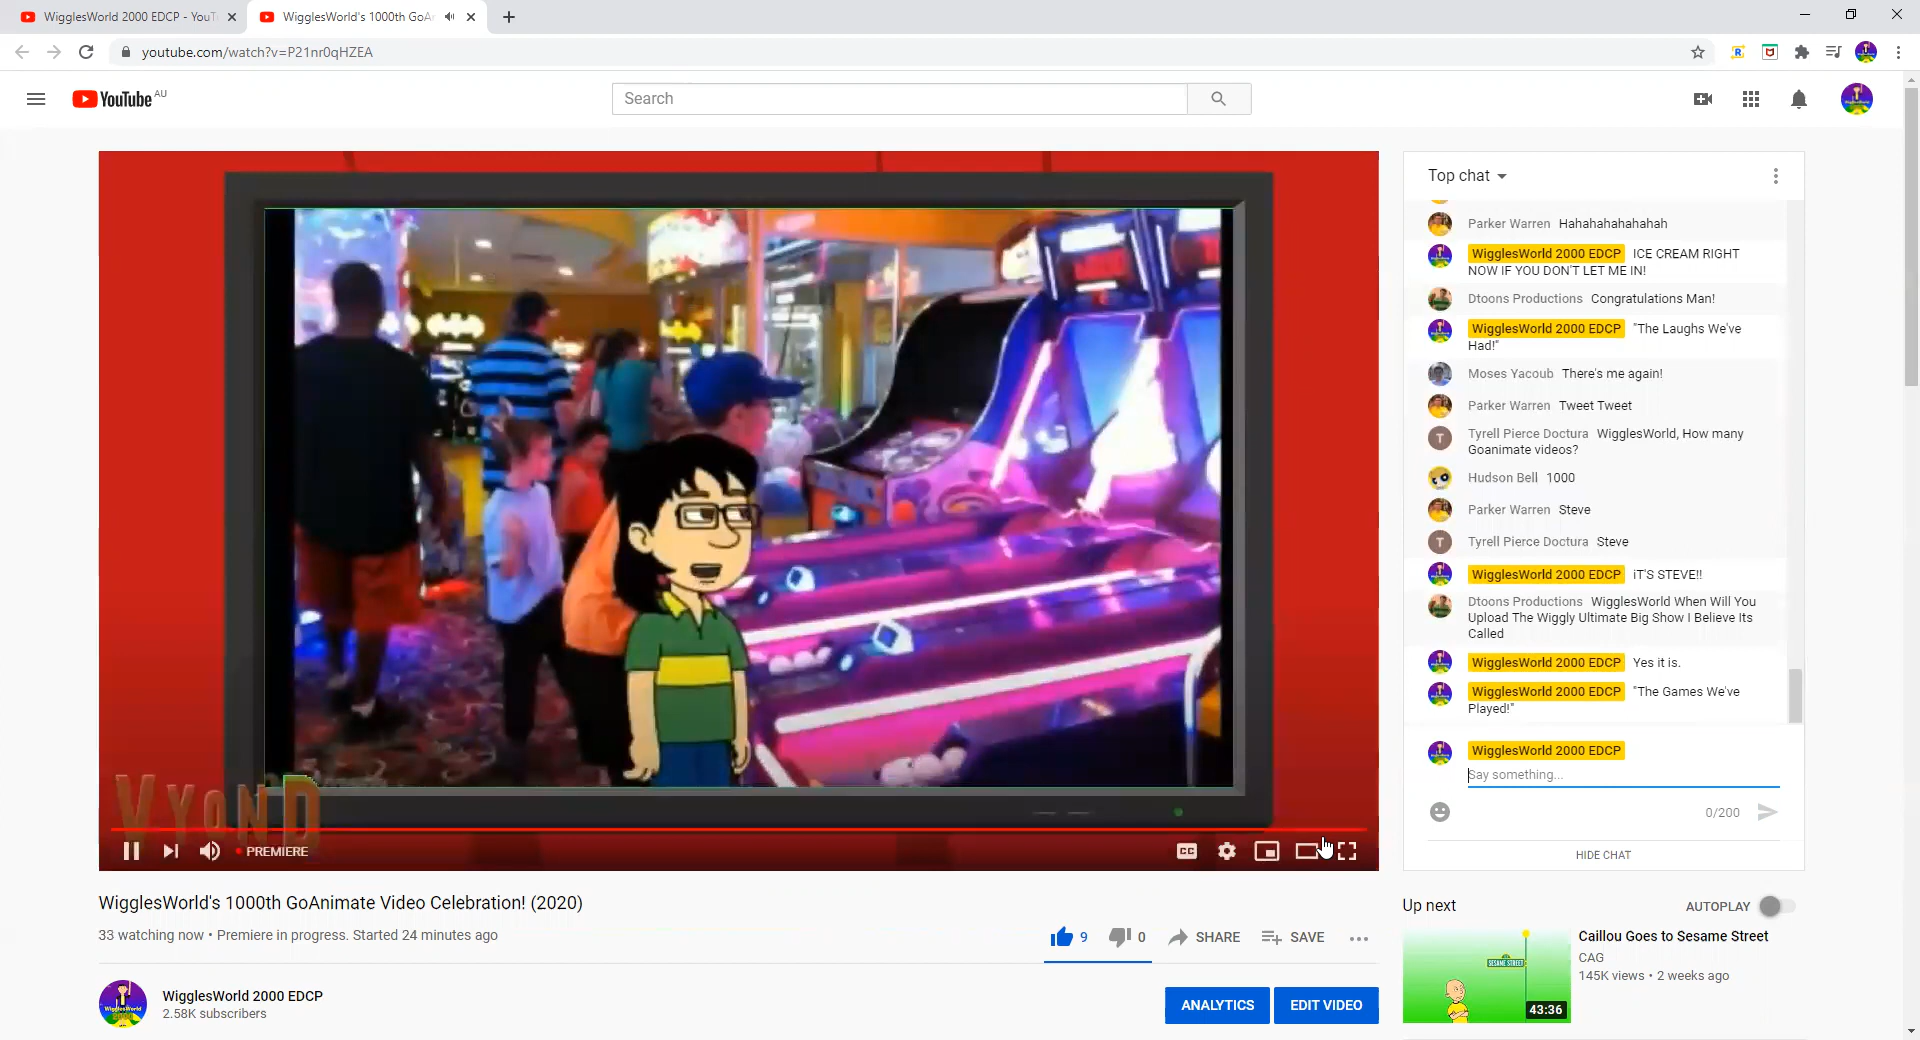 WigglesWorld 2000 EDCP - YouT
WigglesWorld's 1000th GoA
youtube.com/watch?v=P21nr0qHZEA
YouTube AU
Search
Top chat
Parker Warren Hahahahahahahah
WigglesWorld 2000 EDCP ICE CREAM RIGHT
NOW IF YOU DON'T LET ME IN!
Dtoons Productions Congratulations Man!
WigglesWorld 2000 EDCP "The Laughs We've
Had!"
Moses Yacoub There's me again!
Parker Warren Tweet Tweet
T Tyrell Pierce Doctura WigglesWorld, How many
Goanimate videos?
Hudson Bell 1000
Parker Warren Steve
T Tyrell Pierce Doctura Steve
WigglesWorld 2000 EDCP iT'S STEVE!!
Dtoons Productions WigglesWorld When Will You
Upload The Wiggly Ultimate Big Show I Believe Its
Called
WigglesWorld 2000 EDCP Yes it is.
WigglesWorld 2000 EDCP "The Games We've
Played!"
WigglesWorld 2000 EDCP
Say something...
0/200
HIDE CHAT
VYOND
PREMIERE
CC
WigglesWorld's 1000th GoAnimate Video Celebration! (2020)
33 watching now • Premiere in progress. Started 24 minutes ago
9 0 SHARE SAVE
WigglesWorld 2000 EDCP
2.58K subscribers
ANALYTICS EDIT VIDEO
Up next AUTOPLAY
SESAME STREET
43:36
Caillou Goes to Sesame Street
CAG
145K views • 2 weeks ago